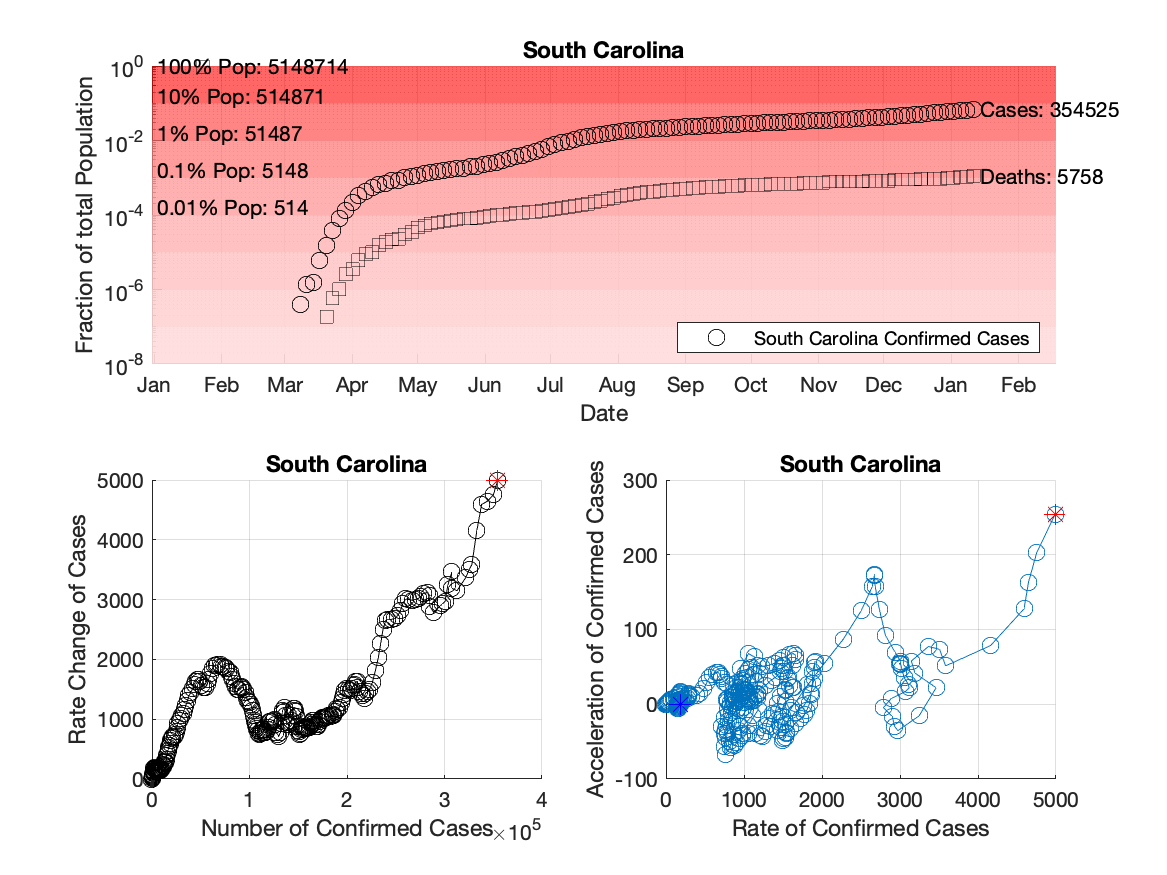 South Carolina
10^0
10^-2
10^-4
10^-6
10^-8
Fraction of total Population
100% Pop: 5148714
10% Pop: 514871
1% Pop: 51487
0.1% Pop: 5148
0.01% Pop: 514
Cases: 354525
Deaths: 5758
South Carolina Confirmed Cases
Jan Feb Mar Apr May Jun Jul Aug Sep Oct Nov Dec Jan Feb
Date
South Carolina
5000
4000
3000
2000
1000
0
Rate Change of Cases
0 1 2 3 4
Number of Confirmed Cases ×10^5
South Carolina
300
200
100
0
-100
Acceleration of Confirmed Cases
0 1000 2000 3000 4000 5000
Rate of Confirmed Cases